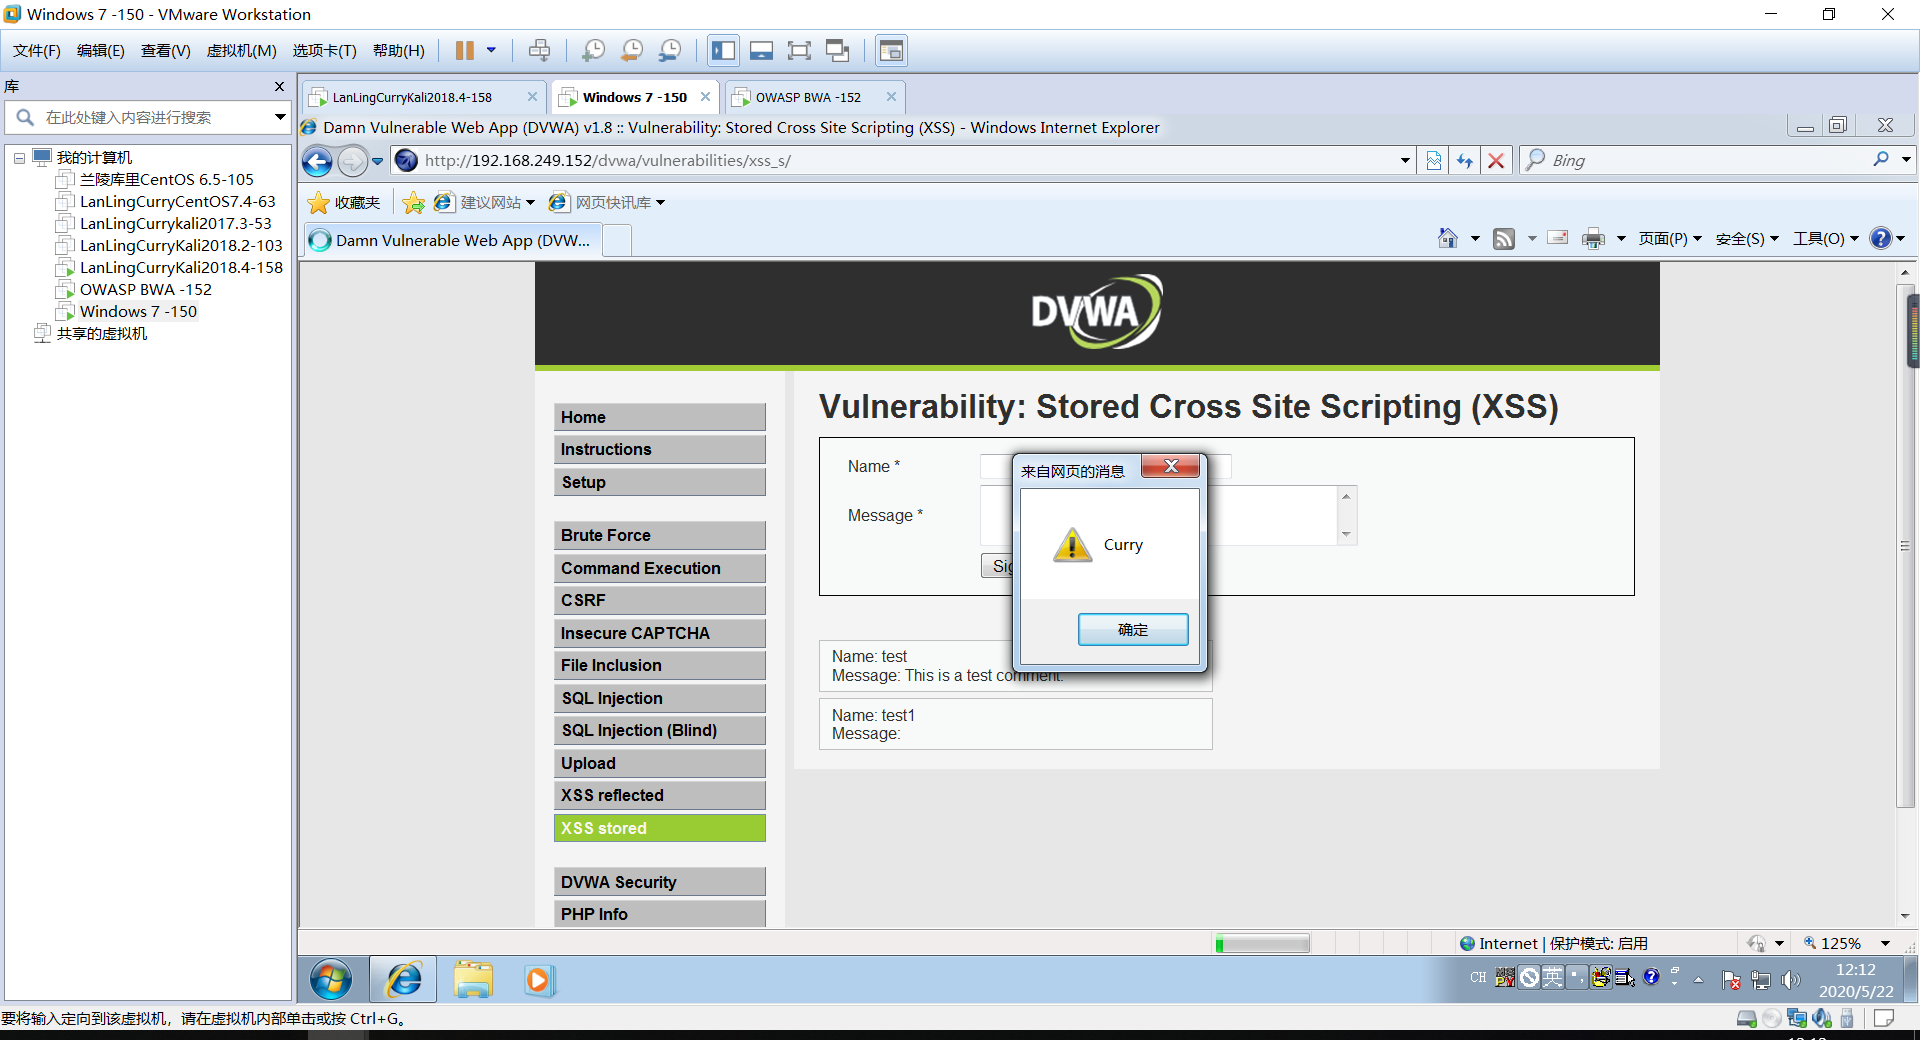 Windows 7 -150 - VMware Workstation
文件(F) 编辑(E) 查看(V) 虚拟机(M) 选项卡(T) 帮助(H)
库
在此处键入内容进行搜索
我的计算机
兰陵库里CentOS 6.5-105
LanLingCurryCentOS7.4-63
LanLingCurrykali2017.3-53
LanLingCurryKali2018.2-103
LanLingCurryKali2018.4-158
OWASP BWA -152
Windows 7 -150
共享的虚拟机
LanLingCurryKali2018.4-158 Windows 7 -150 OWASP BWA -152
Damn Vulnerable Web App (DVWA) v1.8 :: Vulnerability: Stored Cross Site Scripting (XSS) - Windows Internet Explorer
http://192.168.249.152/dvwa/vulnerabilities/xss_s/
Bing
收藏夹 建议网站 网页快讯库
Damn Vulnerable Web App (DVW...
页面(P) 安全(S) 工具(O)
DVWA
Home
Instructions
Setup
Brute Force
Command Execution
CSRF
Insecure CAPTCHA
File Inclusion
SQL Injection
SQL Injection (Blind)
Upload
XSS reflected
XSS stored
DVWA Security
PHP Info
Vulnerability: Stored Cross Site Scripting (XSS)
Name *
Message *
Sig
来自网页的消息
Curry
确定
Name: test
Message: This is a test comment.
Name: test1
Message:
Internet | 保护模式: 启用
125%
CH 英
12:12
2020/5/22
要将输入定向到该虚拟机，请在虚拟机内部单击或按 Ctrl+G。